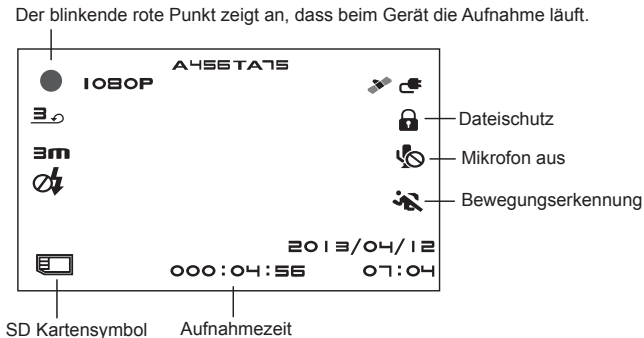 Der blinkende rote Punkt zeigt an, dass beim Gerät die Aufnahme läuft.
A456TA75
1080P
3
Dateischutz
3m
Mikrofon aus
Bewegungserkennung
2013/04/12
000:04:56 07:04
SD Kartensymbol Aufnahmezeit